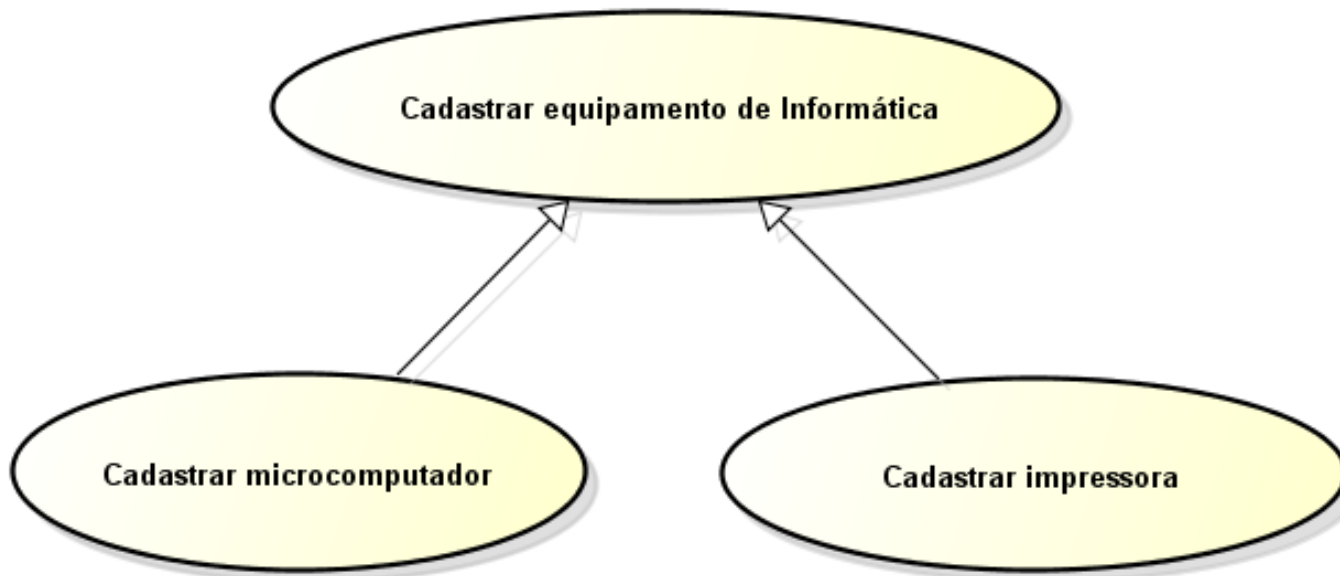 Cadastrar equipamento de Informática
Cadastrar microcomputador
Cadastrar impressora